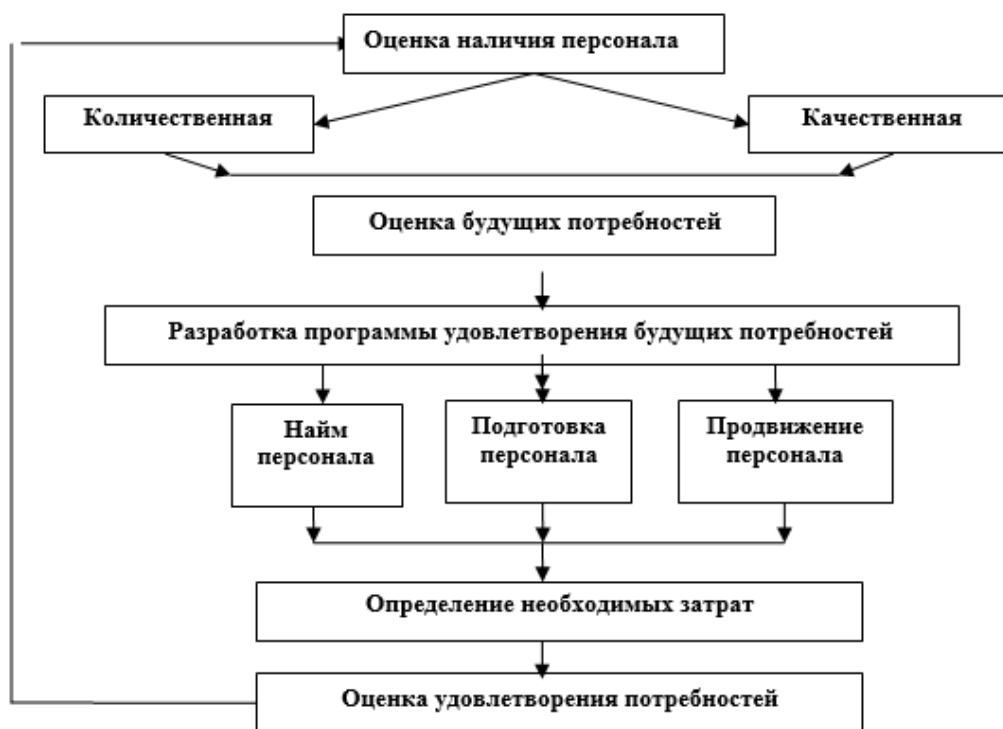 Оценка наличия персонала
Количественная
Качественная
Оценка будущих потребностей
Разработка программы удовлетворения будущих потребностей
Найм
персонала
Подготовка
персонала
Продвижение
персонала
Определение необходимых затрат
Оценка удовлетворения потребностей